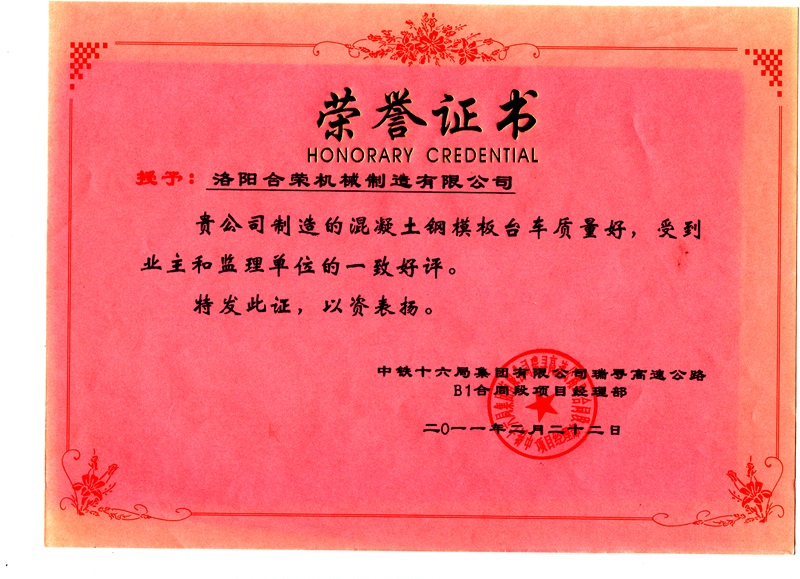 荣誉证书
HONORARY CREDENTIAL
授予：洛阳合荣机械制造有限公司
贵公司制造的混凝土钢模板台车质量好，受到
业主和监理单位的一致好评。
特发此证，以资表扬。
中铁十六局集团有限公司瑞寻高速公路
B1合同段项目经理部
二〇一一年二月二十二日